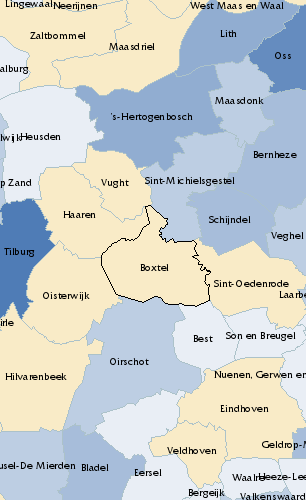 Lingewaal
Neerijnen
West Maas en Waal
Zaltbommel
Maasdriel
Lith
Oss
alburg
Maasdonk
's-Hertogenbosch
lwijk
Heusden
Bernheze
p Zand
Vught
Sint-Michielsgestel
Haaren
Schijndel
Veghel
Tilburg
Boxtel
Oisterwijk
Sint-Oedenrode
Laarbe
irle
Best
Son en Breugel
Oirschot
Hilvarenbeek
Nuenen, Gerwen en
Eindhoven
Veldhoven
Geldrop-M
usel-De Mierden
Bladel
Eersel
Waalre
Heeze-Lee
Bergeijk
Valkenswaard